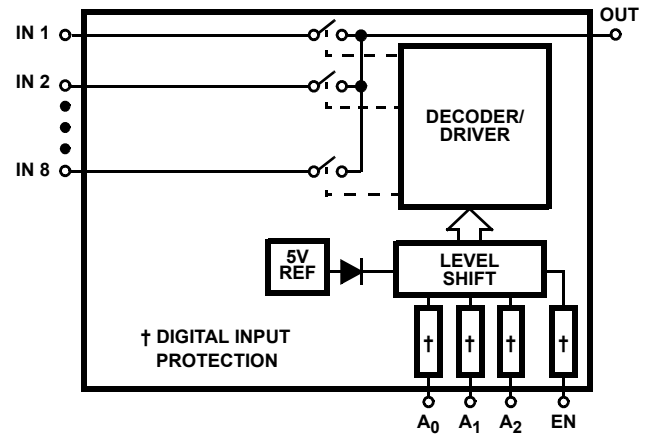 OUT
IN 1
IN 2
IN 8
DECODER/
DRIVER
5V
REF
LEVEL
SHIFT
† DIGITAL INPUT
PROTECTION
† † † †
A0 A1 A2 EN